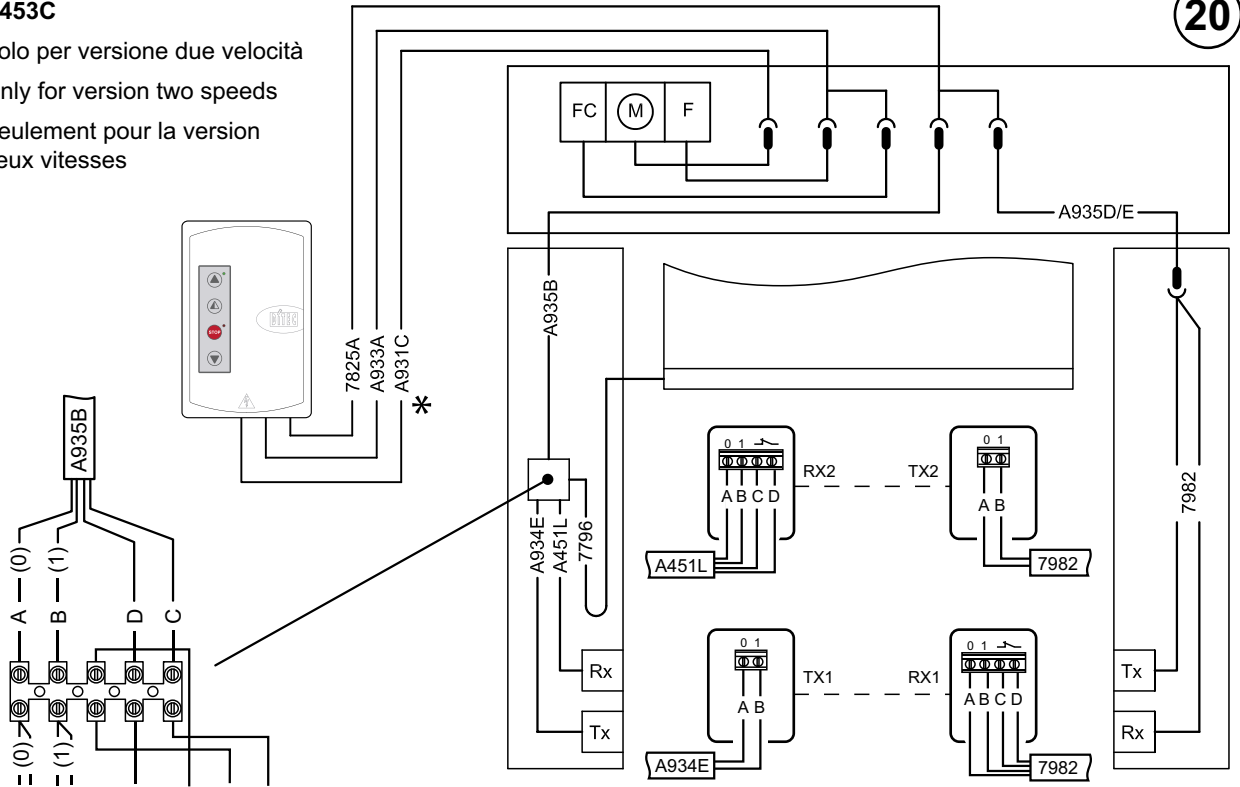 453C
20
olo per versione due velocità
nly for version two speeds
eulement pour la version
eux vitesses
FC M F
A935D/E
STOP
DITEC
7825A
A933A
A931C
*
A935B
7982
A935B
A (0)
B (1)
D
C
(0)
(1)
A934E
A451L
7796
Rx
Tx
0 1
A B C D
RX2
A451L
TX2
0 1
A B
7982
0 1
A B
TX1
A934E
RX1
0 1
A B C D
7982
Tx
Rx